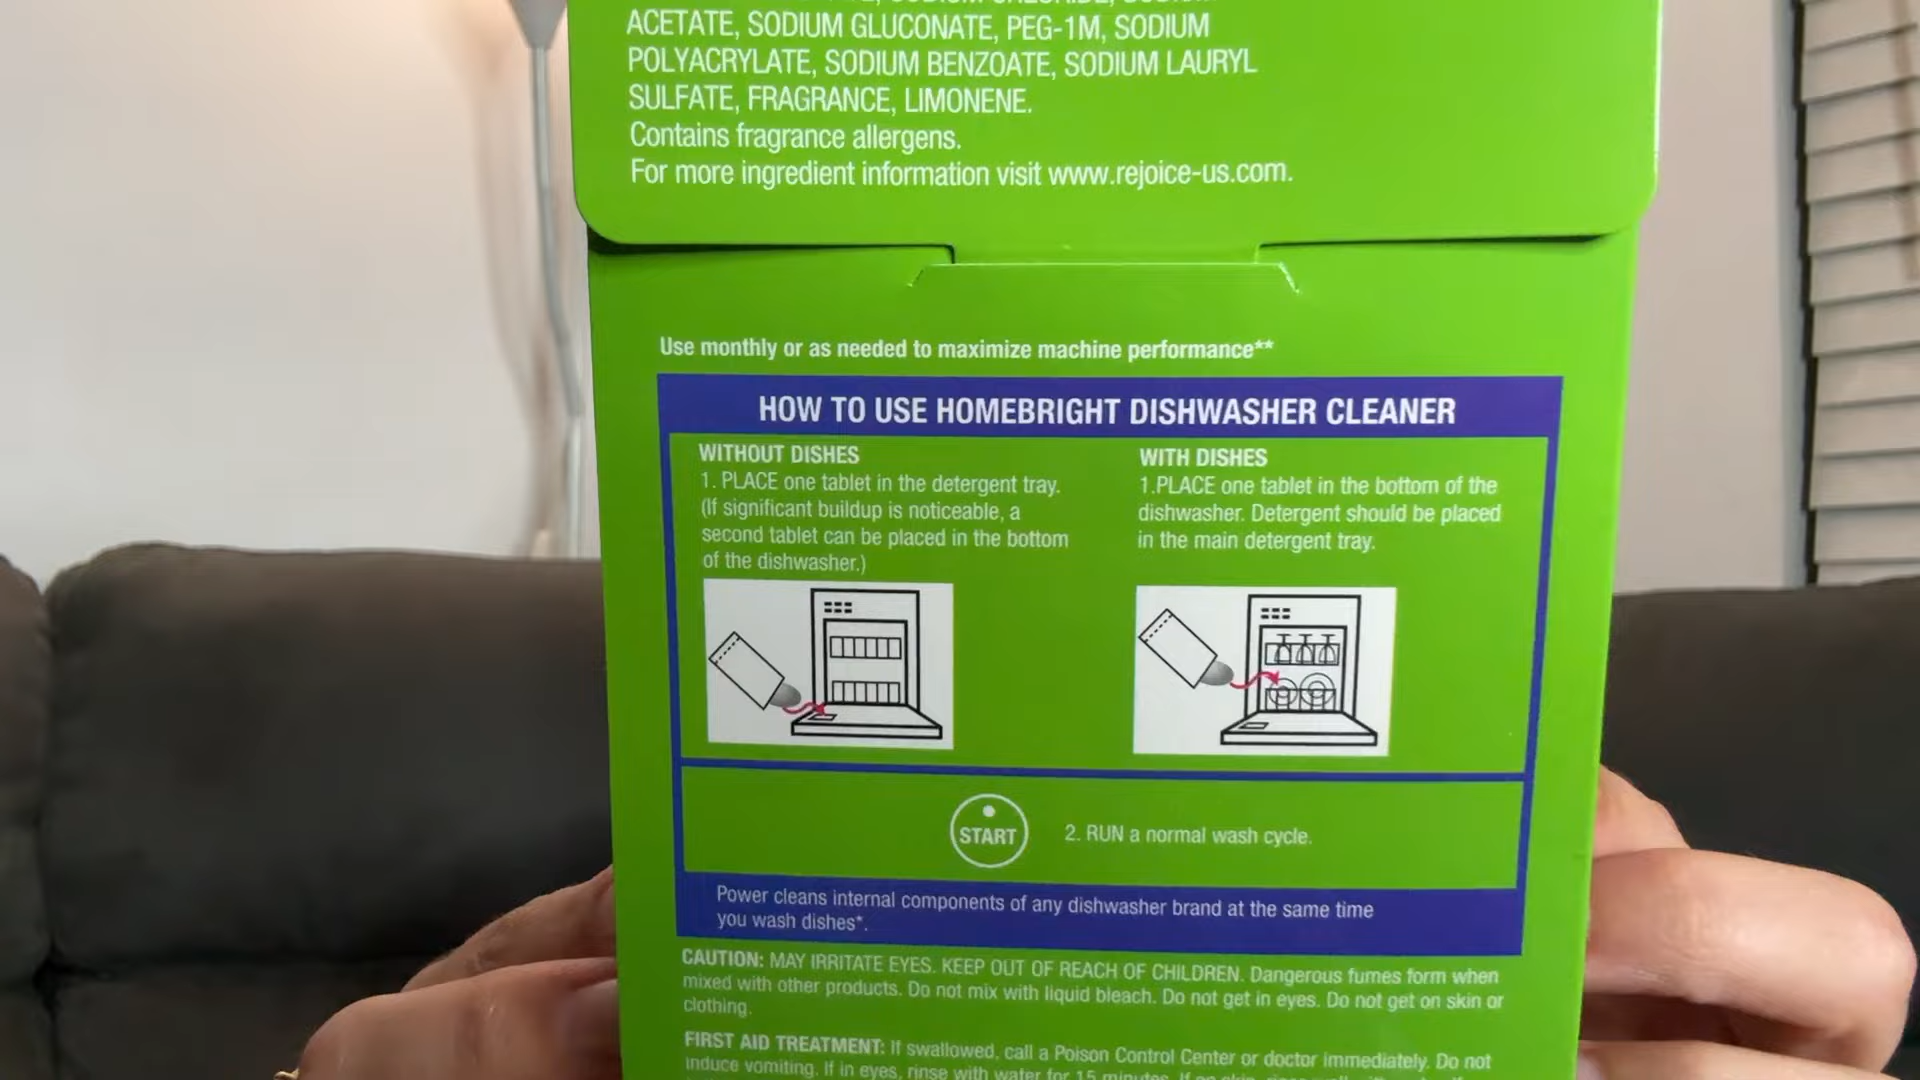 SODIUM CHLORIDE,
ACETATE, SODIUM GLUCONATE, PEG-1M, SODIUM
POLYACRYLATE, SODIUM BENZOATE, SODIUM LAURYL
SULFATE, FRAGRANCE, LIMONENE.
Contains fragrance allergens.
For more ingredient information visit www.rejoice-us.com.
Use monthly or as needed to maximize machine performance**
HOW TO USE HOMEBRIGHT DISHWASHER CLEANER
WITHOUT DISHES
1. PLACE one tablet in the detergent tray.
(If significant buildup is noticeable, a
second tablet can be placed in the bottom
of the dishwasher.)
WITH DISHES
1.PLACE one tablet in the bottom of the
dishwasher. Detergent should be placed
in the main detergent tray.
START
2. RUN a normal wash cycle.
Power cleans internal components of any dishwasher brand at the same time
you wash dishes*.
CAUTION: MAY IRRITATE EYES. KEEP OUT OF REACH OF CHILDREN. Dangerous fumes form when
mixed with other products. Do not mix with liquid bleach. Do not get in eyes. Do not get on skin or
clothing.
FIRST AID TREATMENT: If swallowed, call a Poison Control Center or doctor immediately. Do not
induce vomiting. If in eyes, rinse with water for 15 minutes.